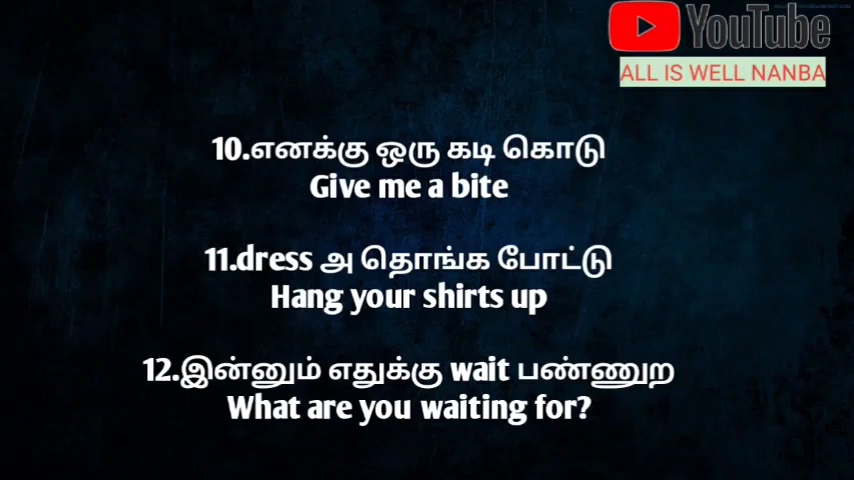 YouTube
ALL IS WELL NANBA
10.எனக்கு ஒரு கடி கொடு
Give me a bite
11.dress அ தொங்க போட்டு
Hang your shirts up
12.இன்னும் எதுக்கு wait பண்ணுற
What are you waiting for?